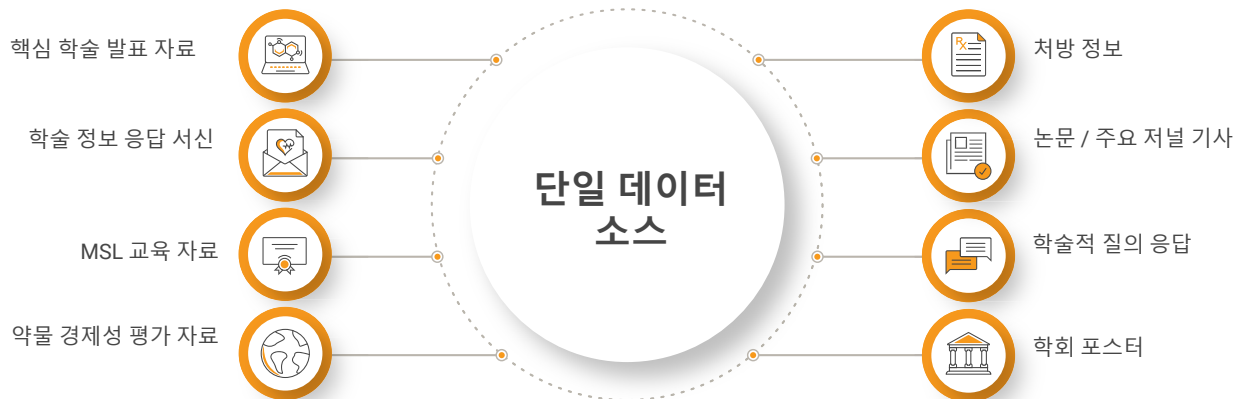 핵심 학술 발표 자료
학술 정보 응답 서신
MSL 교육 자료
약물 경제성 평가 자료
단일 데이터
소스
Rx
처방 정보
논문 / 주요 저널 기사
학술적 질의 응답
학회 포스터